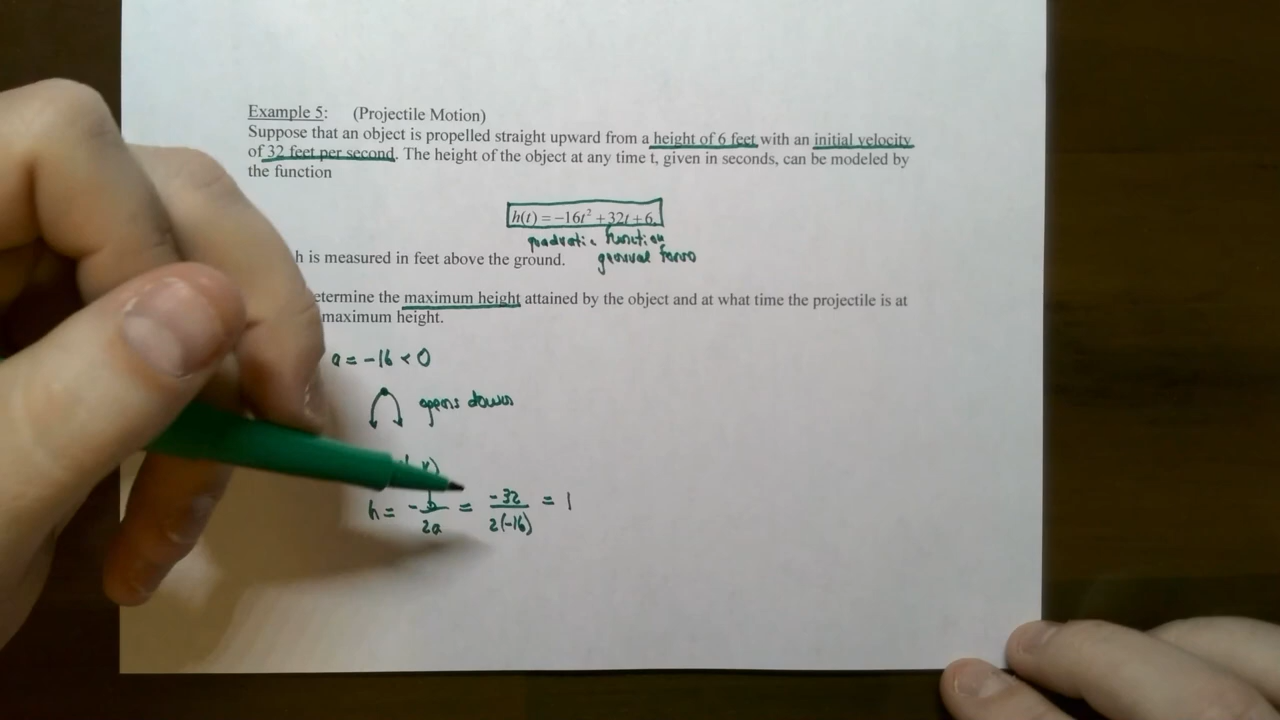 Example 5: (Projectile Motion)
Suppose that an object is propelled straight upward from a height of 6 feet with an initial velocity
of 32 feet per second. The height of the object at any time t, given in seconds, can be modeled by
the function
h(t) = −16t² + 32t + 6,
quadratic function
h is measured in feet above the ground. general form
etermine the maximum height attained by the object and at what time the projectile is at
maximum height.
a = -16 < 0
opens down
h = -b/2a = -32/2(-16) = 1